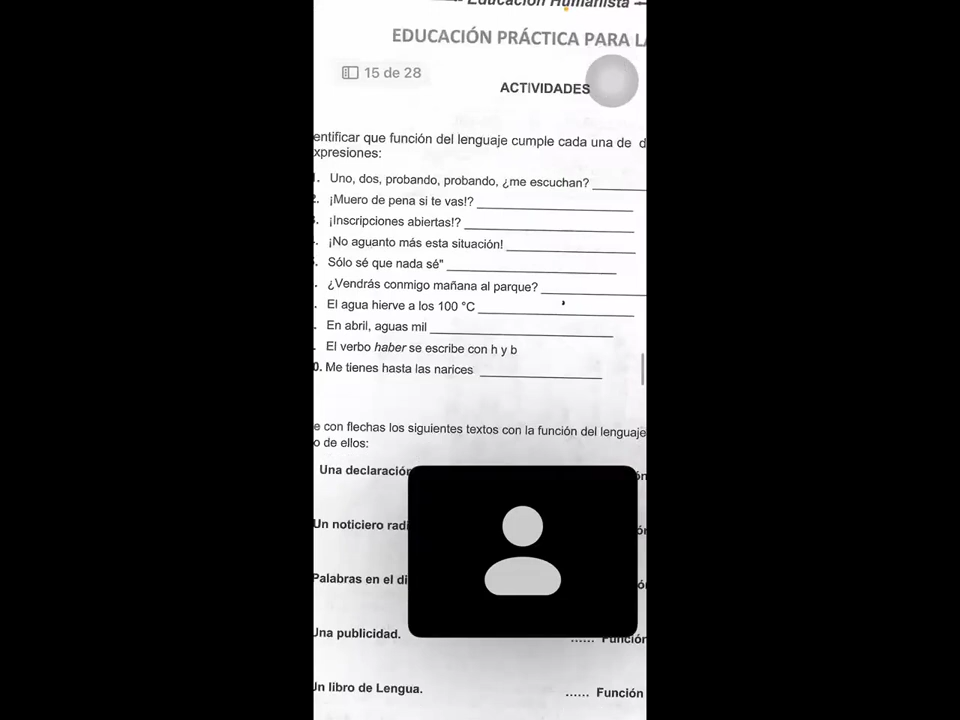 Educación Humanista
EDUCACIÓN PRÁCTICA PARA LA
15 de 28
ACTIVIDADES
entificar que función del lenguaje cumple cada una de d
xpresiones:
1. Uno, dos, probando, probando, ¿me escuchan?
2. ¡Muero de pena si te vas!?
3. ¡Inscripciones abiertas!?
. ¡No aguanto más esta situación!
. Sólo sé que nada sé"
. ¿Vendrás conmigo mañana al parque?
. El agua hierve a los 100 °C
. En abril, aguas mil
. El verbo haber se escribe con h y b
0. Me tienes hasta las narices
e con flechas los siguientes textos con la función del lenguaje
o de ellos:
Una declaración
Un noticiero radi
Palabras en el di
Una publicidad. ...... Función
Un libro de Lengua. ...... Función